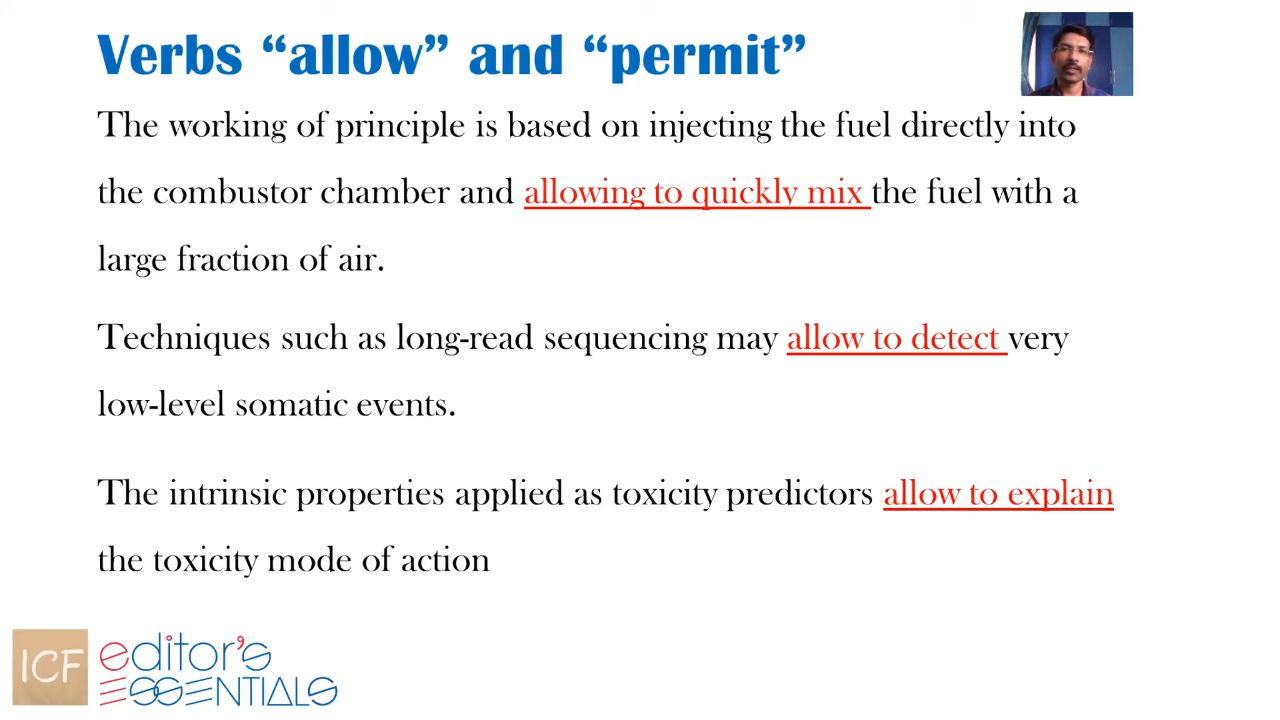 Verbs “allow” and “permit”
The working of principle is based on injecting the fuel directly into
the combustor chamber and allowing to quickly mix the fuel with a
large fraction of air.
Techniques such as long-read sequencing may allow to detect very
low-level somatic events.
The intrinsic properties applied as toxicity predictors allow to explain
the toxicity mode of action
ICF
editor's
ESSENTIALS